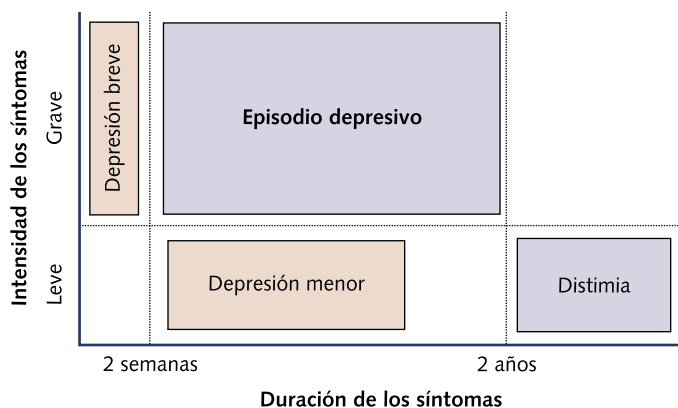 Intensidad de los síntomas
Grave
Leve
Depresión breve
Episodio depresivo
Depresión menor
Distimia
2 semanas
2 años
Duración de los síntomas